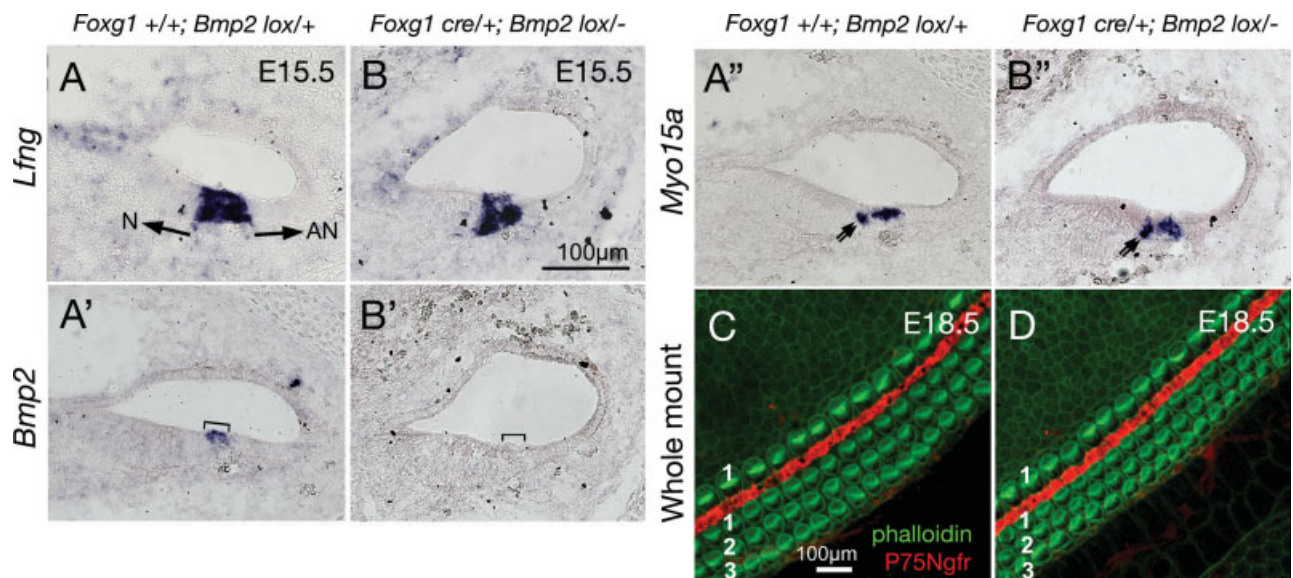 Foxg1 +/+; Bmp2 lox/+
Foxg1 cre/+; Bmp2 lox/-
Foxg1 +/+; Bmp2 lox/+
Foxg1 cre/+; Bmp2 lox/-
Lfng
A
E15.5
N
AN
B
E15.5
100µm
Myo15a
A"
B"
Bmp2
A'
B'
Whole mount
C
E18.5
1
1
2
3
100µm
phalloidin
P75Ngfr
D
E18.5
1
1
2
3